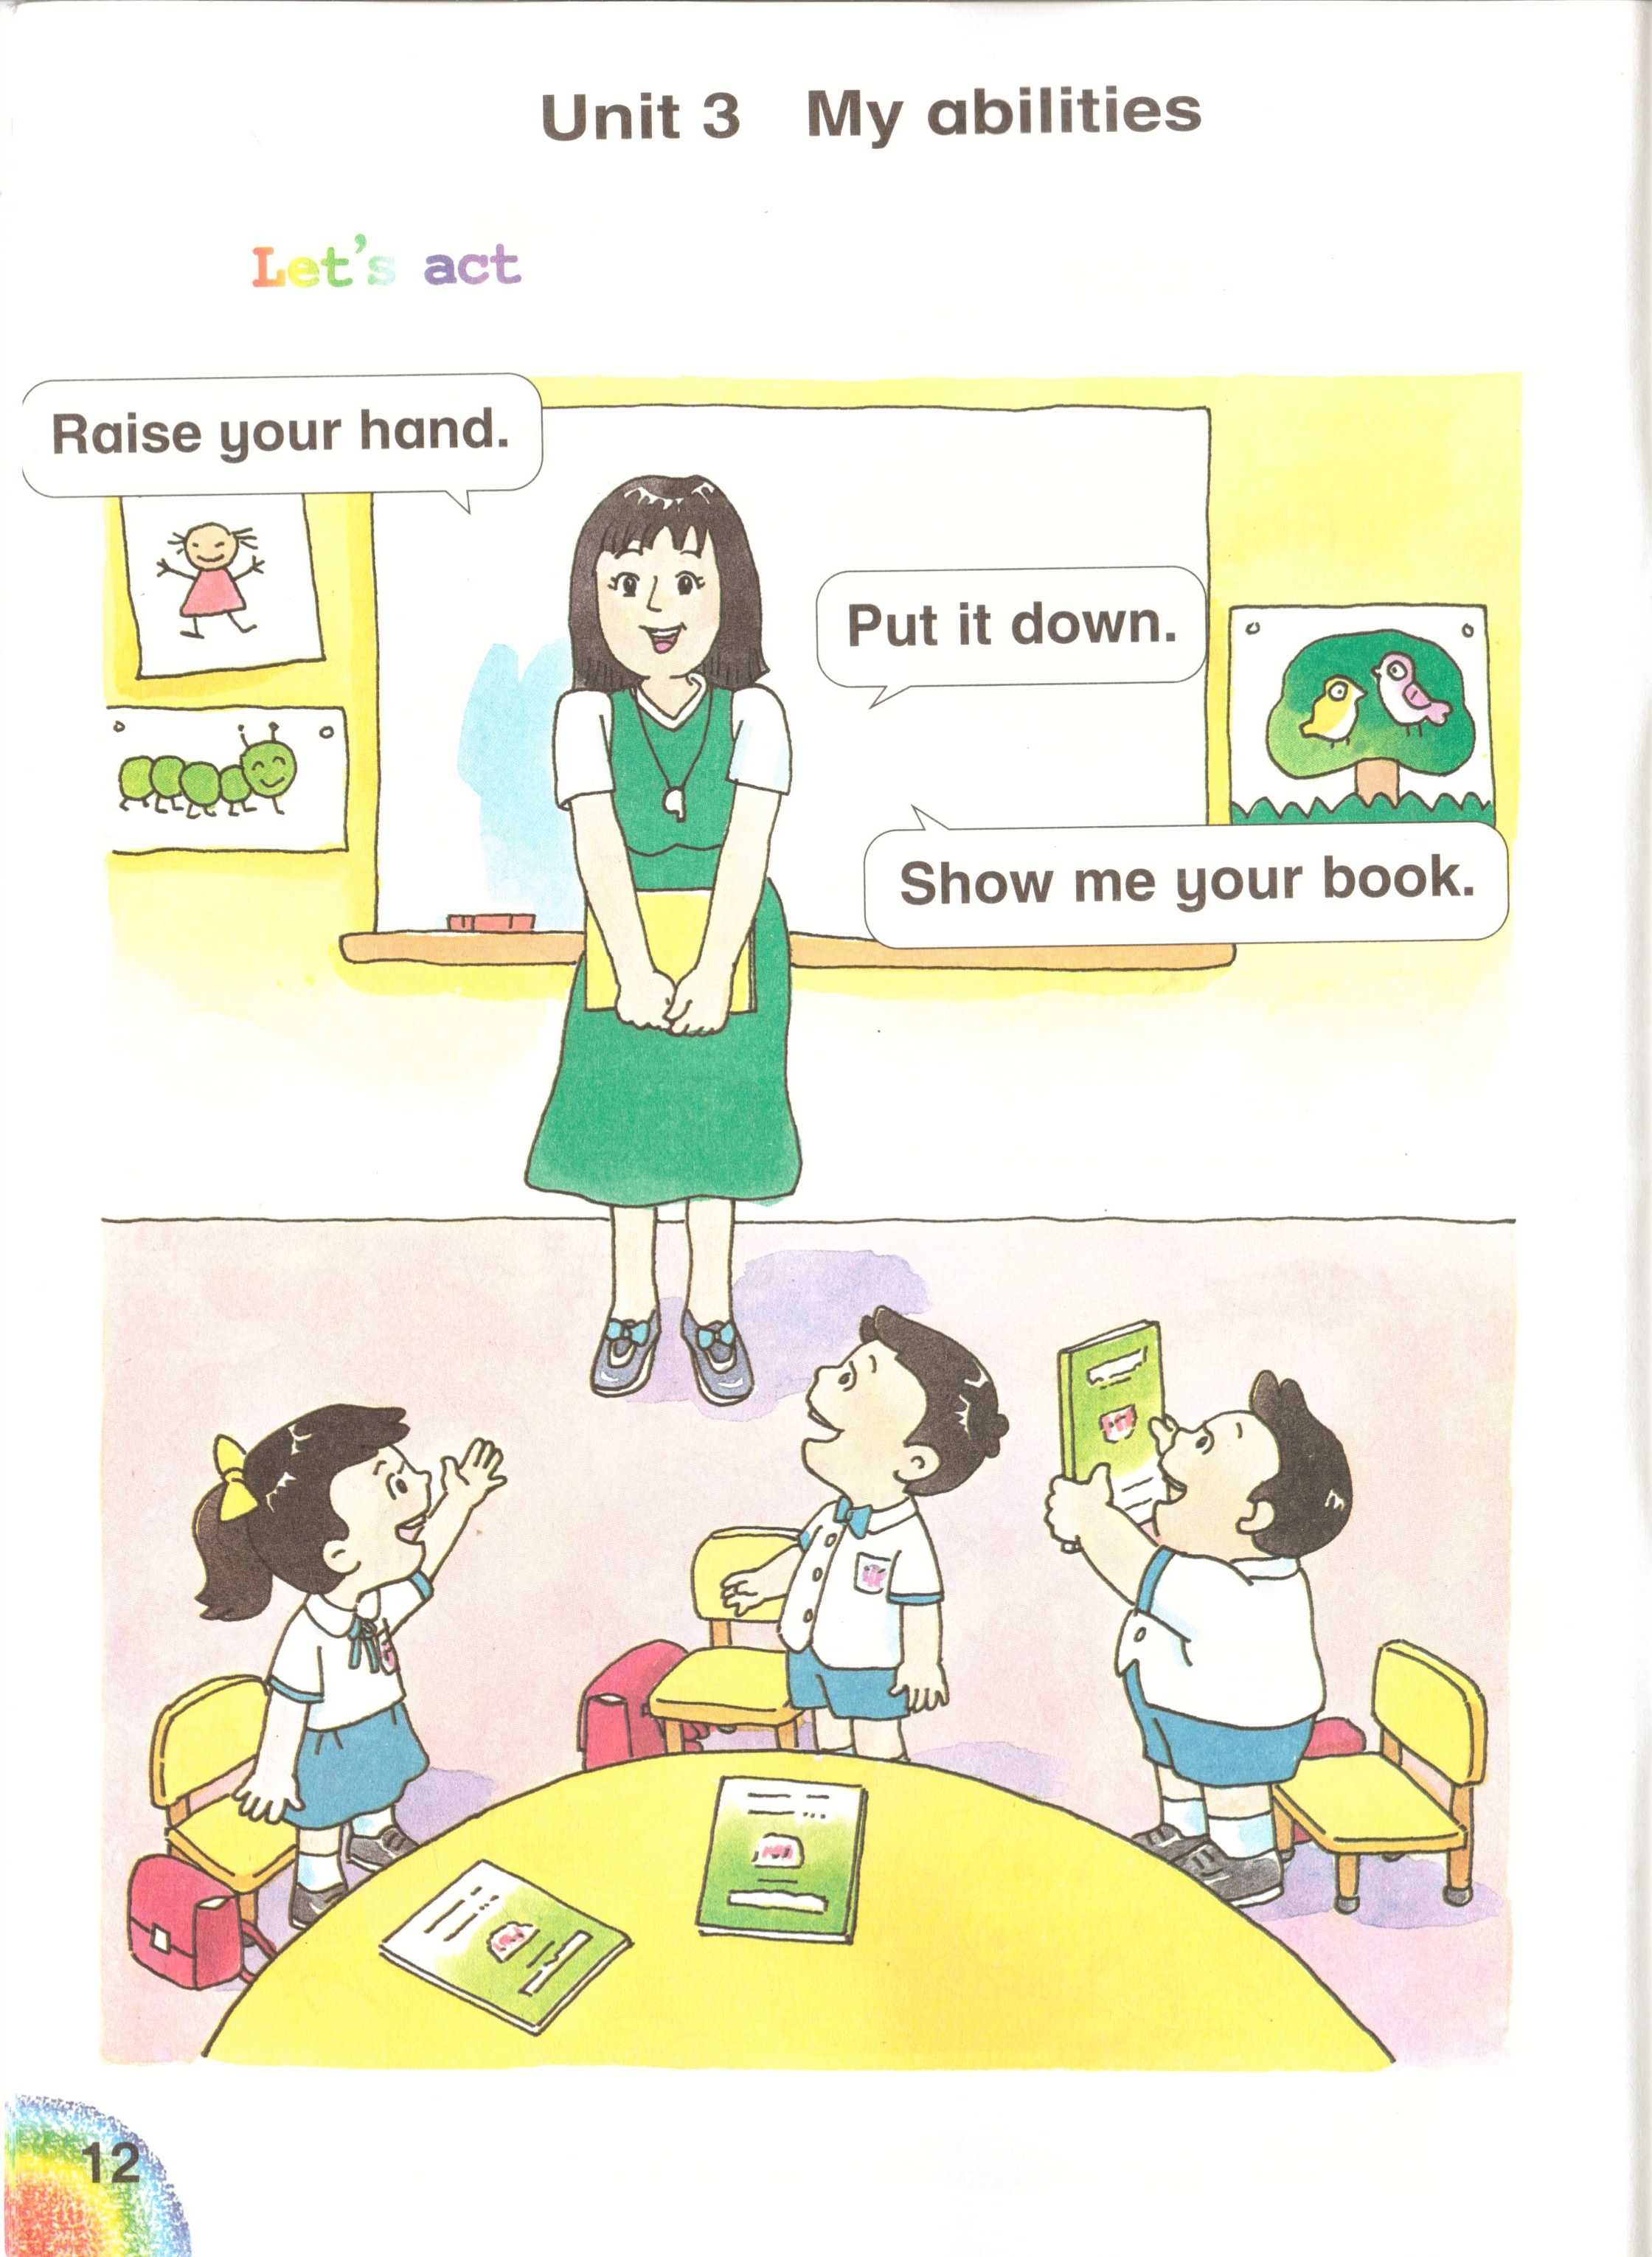 Unit 3 My abilities
Let's act
Raise your hand.
Put it down.
Show me your book.
12